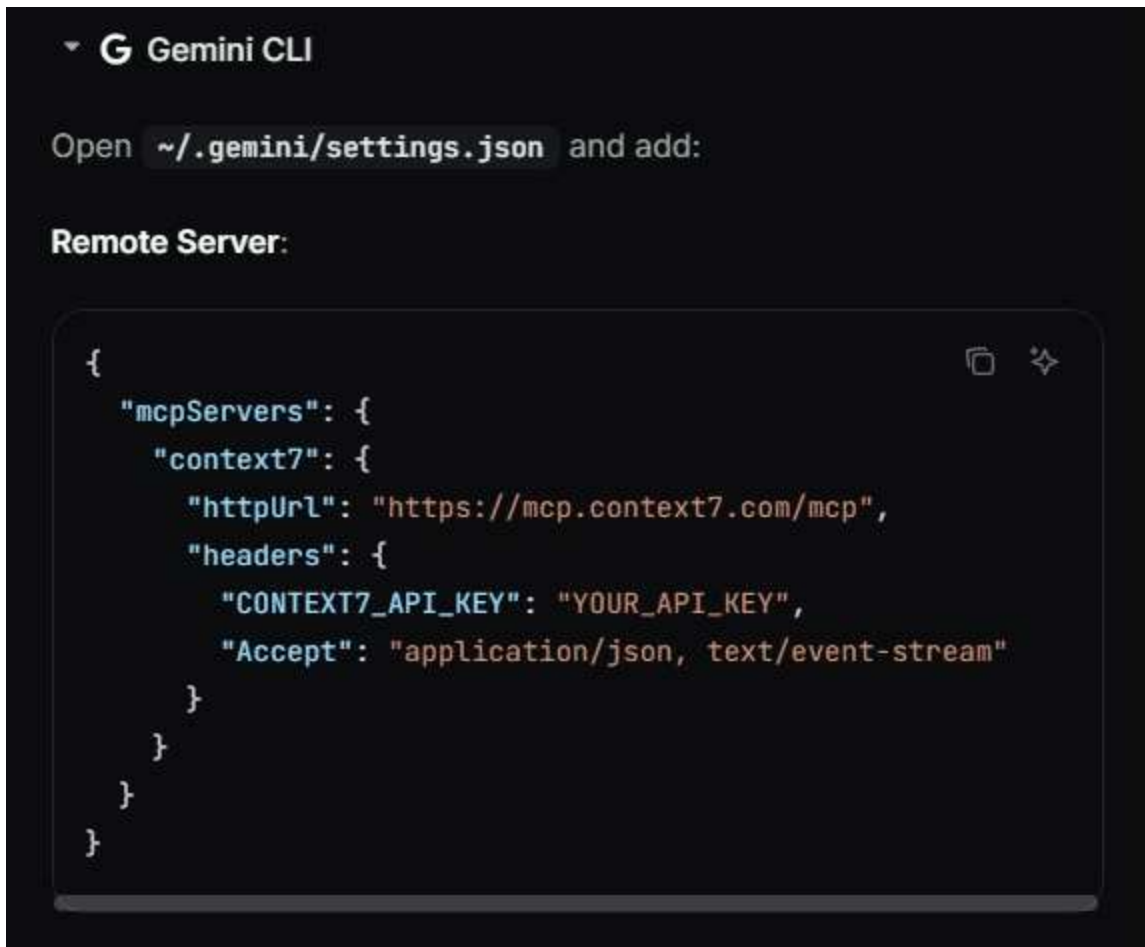 Gemini CLI
Open ~/.gemini/settings.json and add:
Remote Server:
{
  "mcpServers": {
    "context7": {
      "httpUrl": "https://mcp.context7.com/mcp",
      "headers": {
        "CONTEXT7_API_KEY": "YOUR_API_KEY",
        "Accept": "application/json, text/event-stream"
      }
    }
  }
}